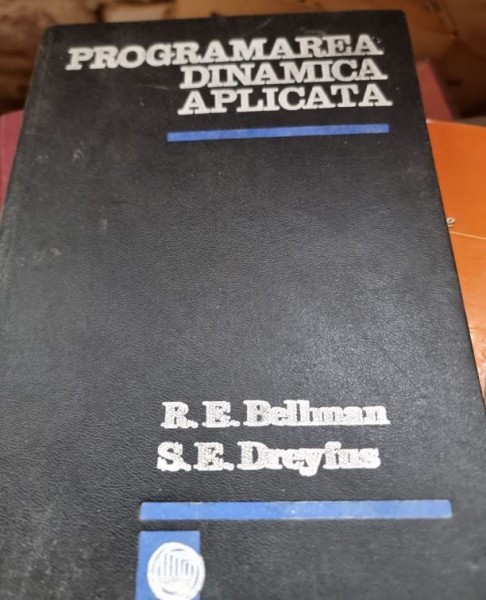 PROGRAMAREA
DINAMICA
APLICATA
R. E. Bellman
S. E. Dreyfus